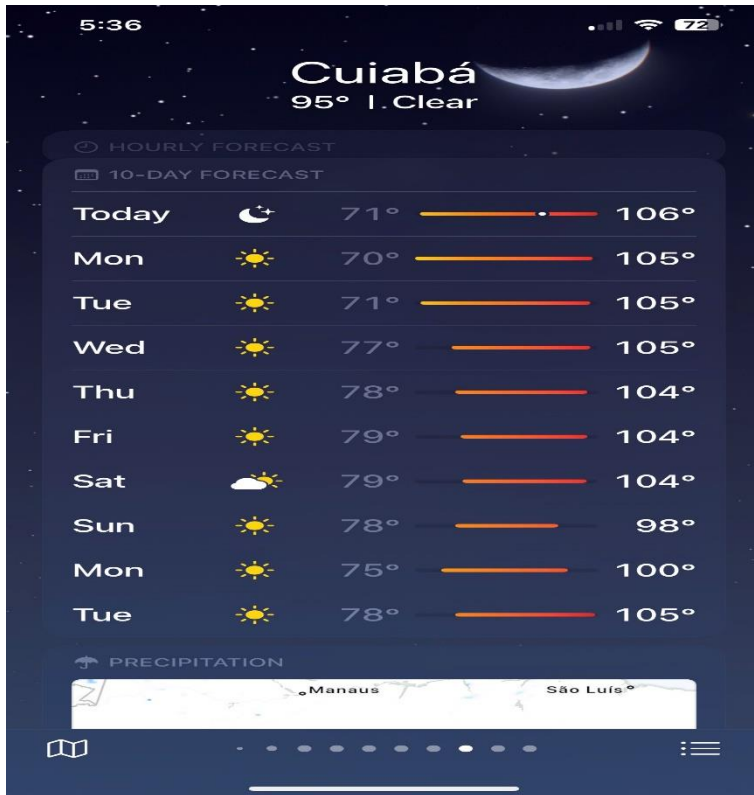 5:36
72
Cuiabá
95° | Clear
HOURLY FORECAST
10-DAY FORECAST
Today 71° 106°
Mon 70° 105°
Tue 71° 105°
Wed 77° 105°
Thu 78° 104°
Fri 79° 104°
Sat 79° 104°
Sun 78° 98°
Mon 75° 100°
Tue 78° 105°
PRECIPITATION
Manaus São Luís